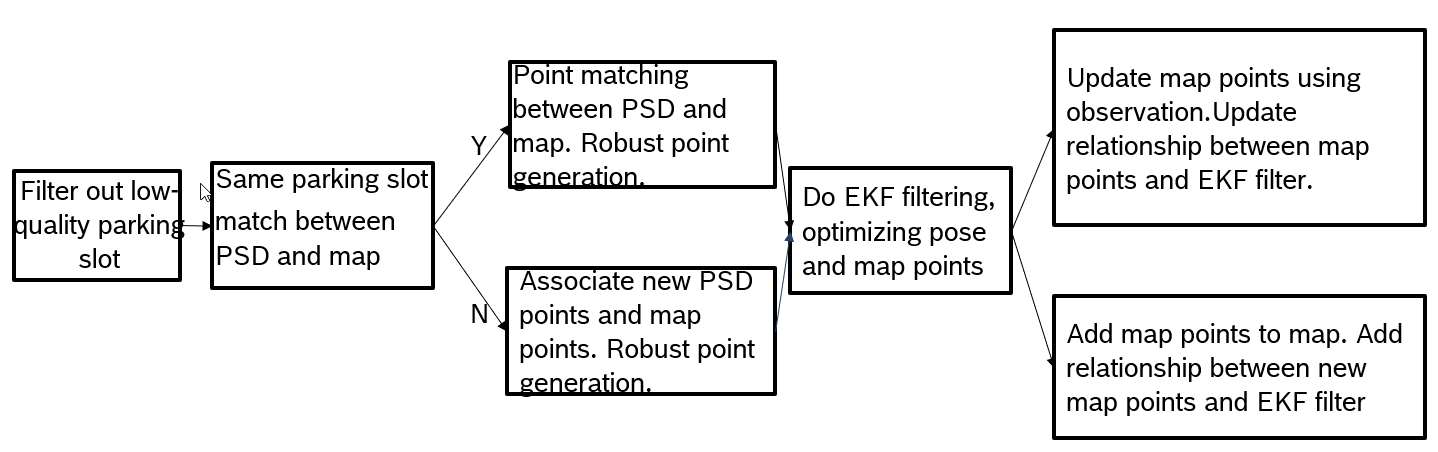 Filter out low-
quality parking
slot
Same parking slot
match between
PSD and map
Y
N
Point matching
between PSD and
map. Robust point
generation.
Associate new PSD
points and map
points. Robust point
generation.
Do EKF filtering,
optimizing pose
and map points
Update map points using
observation.Update
relationship between map
points and EKF filter.
Add map points to map. Add
relationship between new
map points and EKF filter